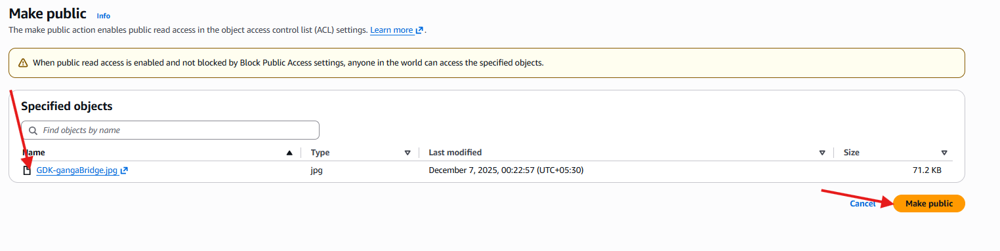 Make public Info
The make public action enables public read access in the object access control list (ACL) settings. Learn more.
When public read access is enabled and not blocked by Block Public Access settings, anyone in the world can access the specified objects.
Specified objects
Find objects by name
Name Type Last modified Size
GDK-gangaBridge.jpg jpg December 7, 2025, 00:22:57 (UTC+05:30) 71.2 KB
Cancel Make public